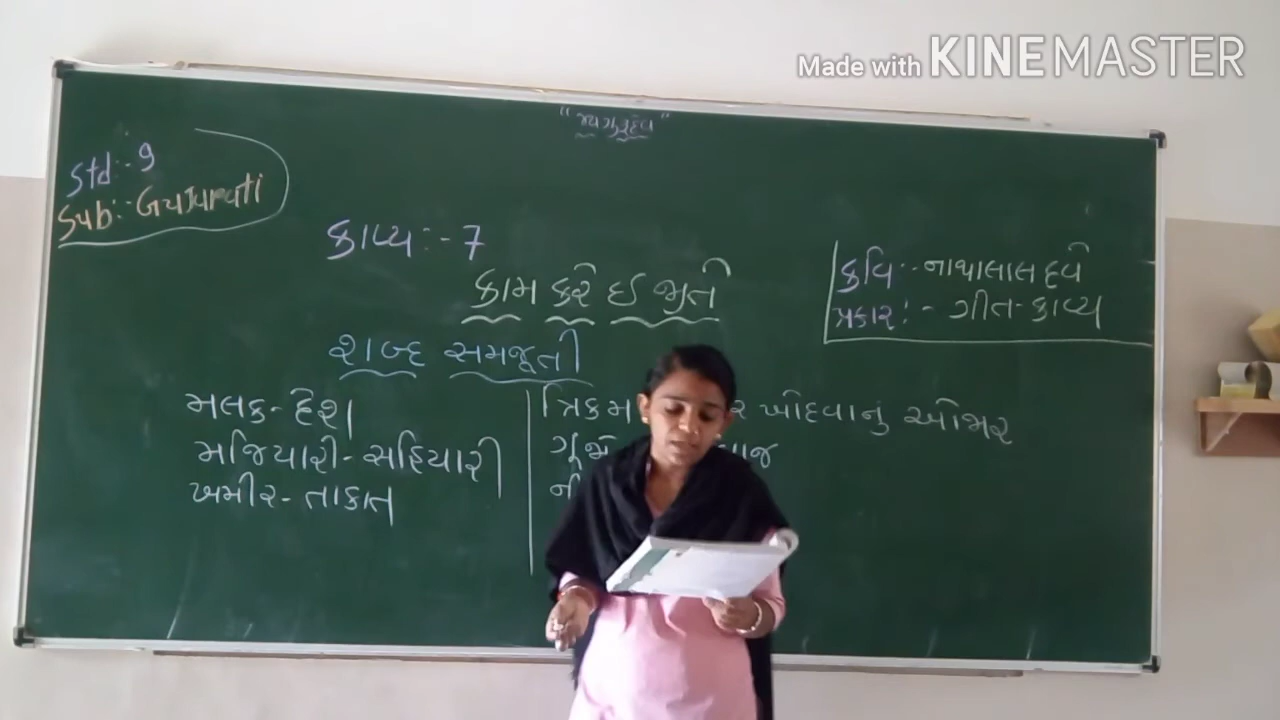 Made with KINEMASTER
"જય ગુરુદેવ"
Std:- 9
Sub:- Gujarati
કાવ્ય:- 7
કામ કરે ઈ જીતે
કવિ:- નાથાલાલ દવે
પ્રકાર:- ગીત-કાવ્ય
શબ્દ સમજૂતી
મલક- દેશ
મજિયારી- સહિયારી
ખમીર- તાકાત
ત્રિકમ ખોદવાનું ઓજાર